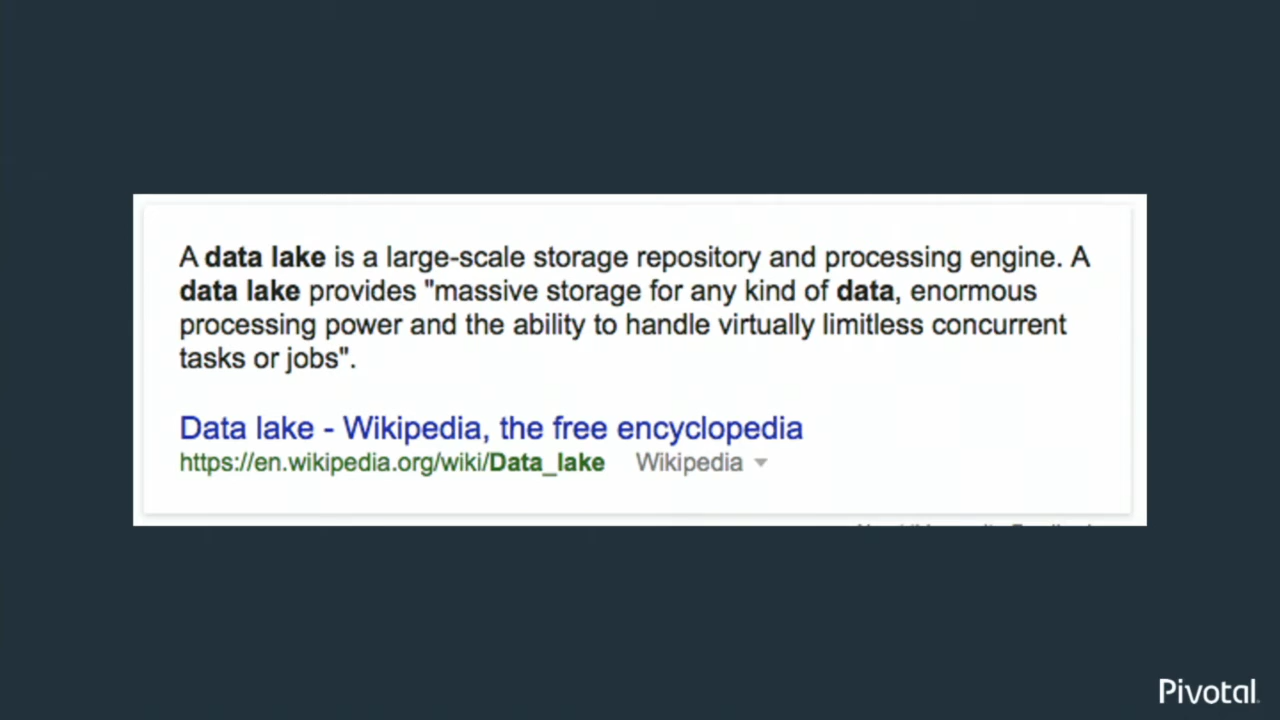 A data lake is a large-scale storage repository and processing engine. A
data lake provides "massive storage for any kind of data, enormous
processing power and the ability to handle virtually limitless concurrent
tasks or jobs".
Data lake - Wikipedia, the free encyclopedia
https://en.wikipedia.org/wiki/Data_lake Wikipedia
Pivotal